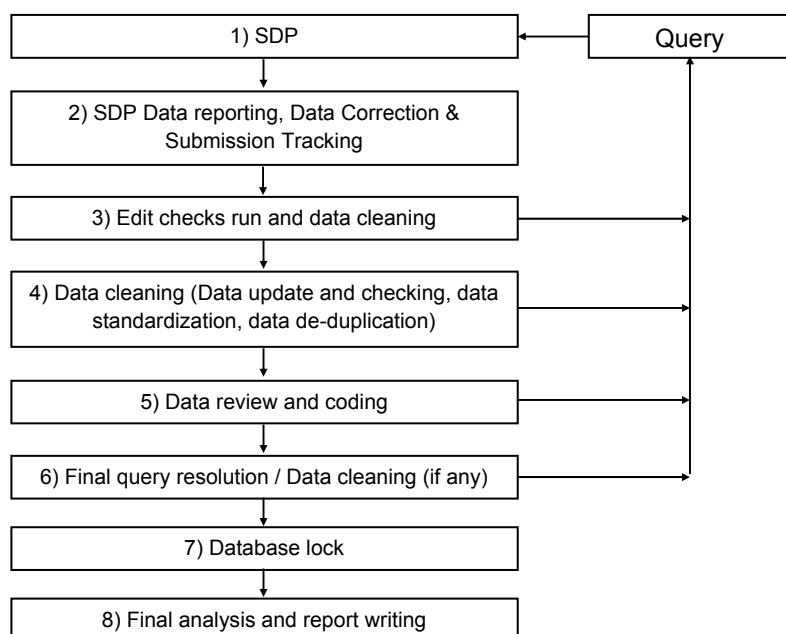 1) SDP
Query
2) SDP Data reporting, Data Correction &
Submission Tracking
3) Edit checks run and data cleaning
4) Data cleaning (Data update and checking, data
standardization, data de-duplication)
5) Data review and coding
6) Final query resolution / Data cleaning (if any)
7) Database lock
8) Final analysis and report writing